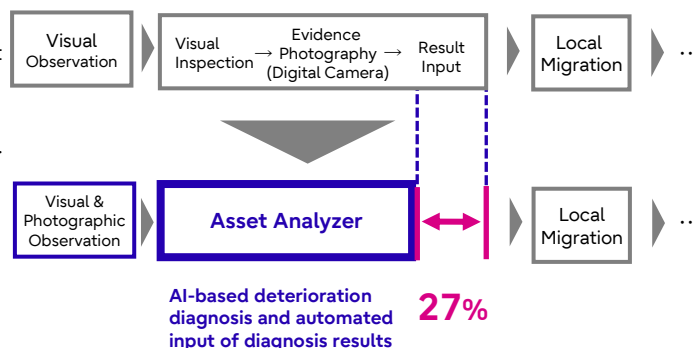 Visual
Observation
Visual
Inspection
→
Evidence
Photography
(Digital Camera)
→
Result
Input
Local
Migration
..
Visual &
Photographic
Observation
Asset Analyzer
Local
Migration
..
AI-based deterioration
diagnosis and automated
input of diagnosis results
27%